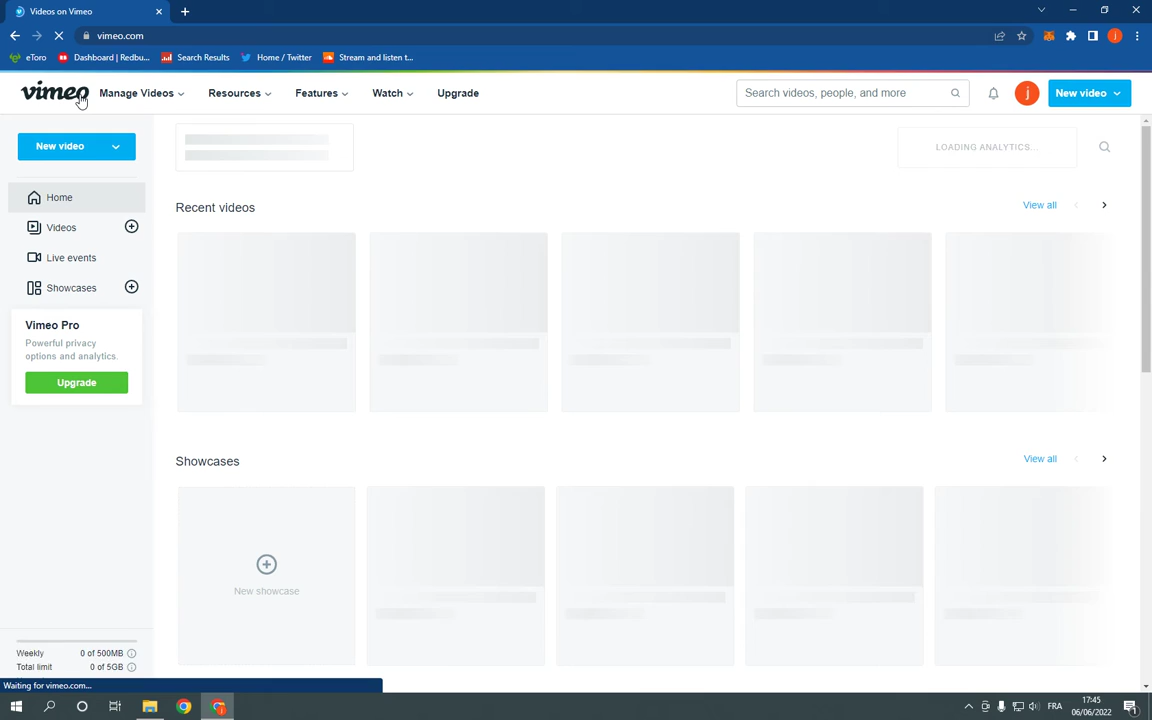 Videos on Vimeo
vimeo.com
eToro
Dashboard | Redbu...
Search Results
Home / Twitter
Stream and listen t...
vimeo
Manage Videos
Resources
Features
Watch
Upgrade
Search videos, people, and more
j
New video
New video
LOADING ANALYTICS...
Home
Recent videos
View all
Videos
Live events
Showcases
Vimeo Pro
Powerful privacy
options and analytics.
Upgrade
Showcases
View all
New showcase
Weekly
0 of 500MB
Total limit
0 of 5GB
Waiting for vimeo.com...
FRA
17:45
06/06/2022